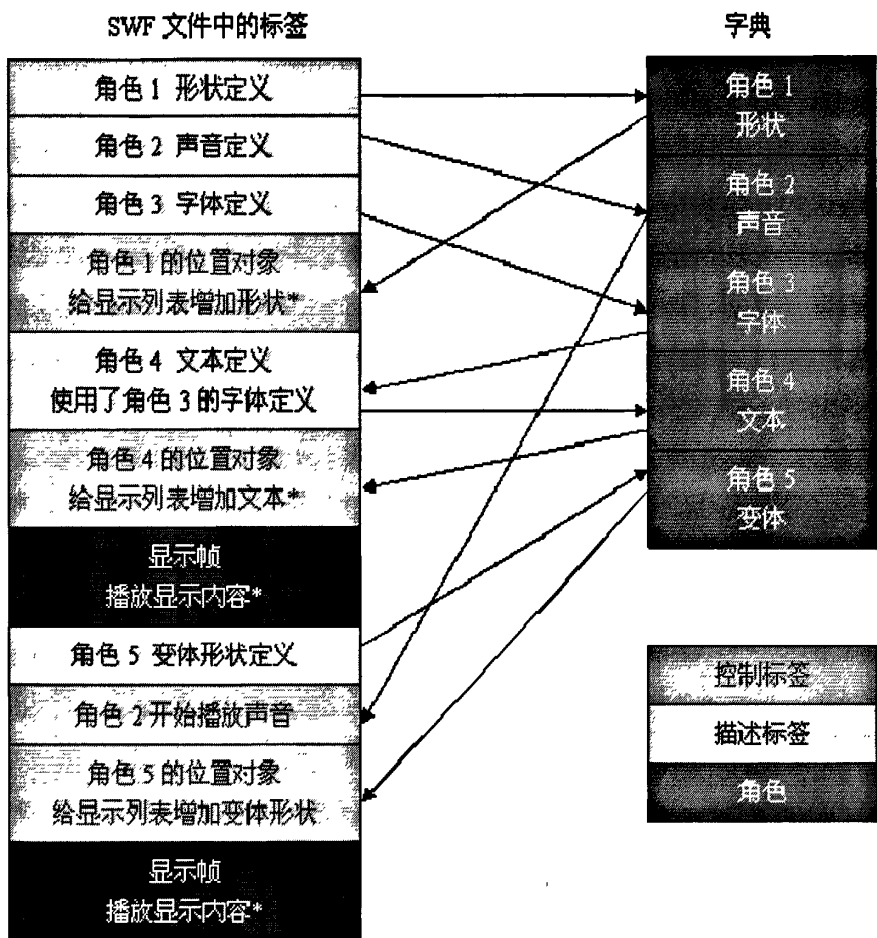 SWF 文件中的标签
角色 1 形状定义
角色 2 声音定义
角色 3 字体定义
角色 1 的位置对象
给显示列表增加形状*
角色 4 文本定义
使用了角色 3 的字体定义
角色 4 的位置对象
给显示列表增加文本*
显示帧
播放显示内容*
角色 5 变体形状定义
角色 2 开始播放声音
角色 5 的位置对象
给显示列表增加变体形状
显示帧
播放显示内容*
字典
角色 1
形状
角色 2
声音
角色 3
字体
角色 4
文本
角色 5
变体
控制标签
描述标签
角色